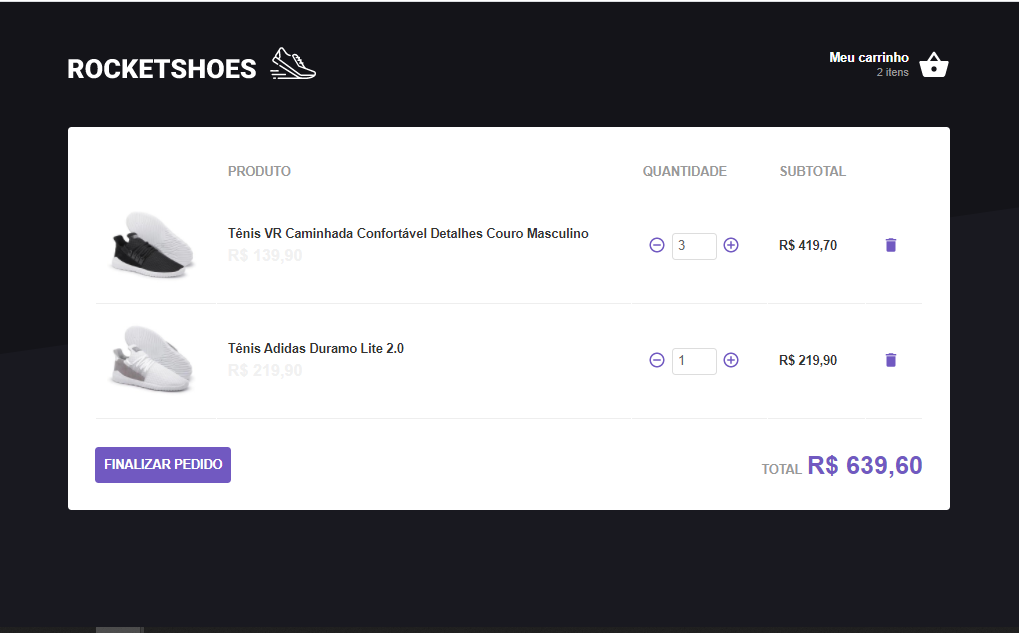 ROCKETSHOES
Meu carrinho
2 itens
PRODUTO QUANTIDADE SUBTOTAL
Tênis VR Caminhada Confortável Detalhes Couro Masculino
R$ 139,90
3
R$ 419,70
Tênis Adidas Duramo Lite 2.0
R$ 219,90
1
R$ 219,90
FINALIZAR PEDIDO
TOTAL R$ 639,60